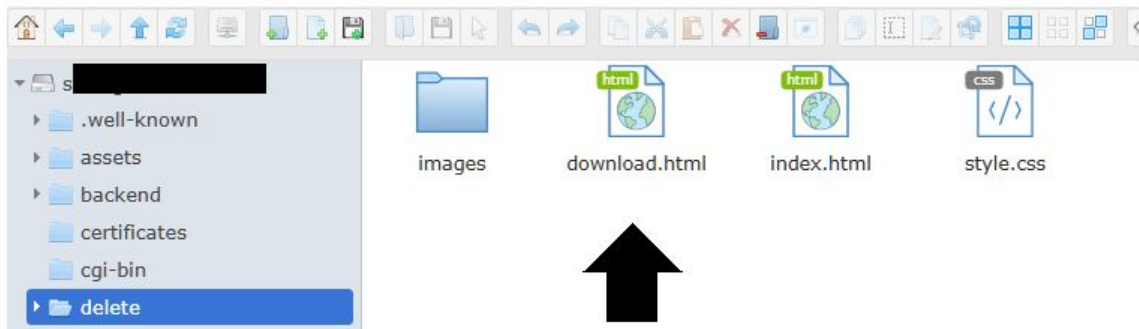 s
.well-known
assets
backend
certificates
cgi-bin
delete
html
html
css
</>
images
download.html
index.html
style.css